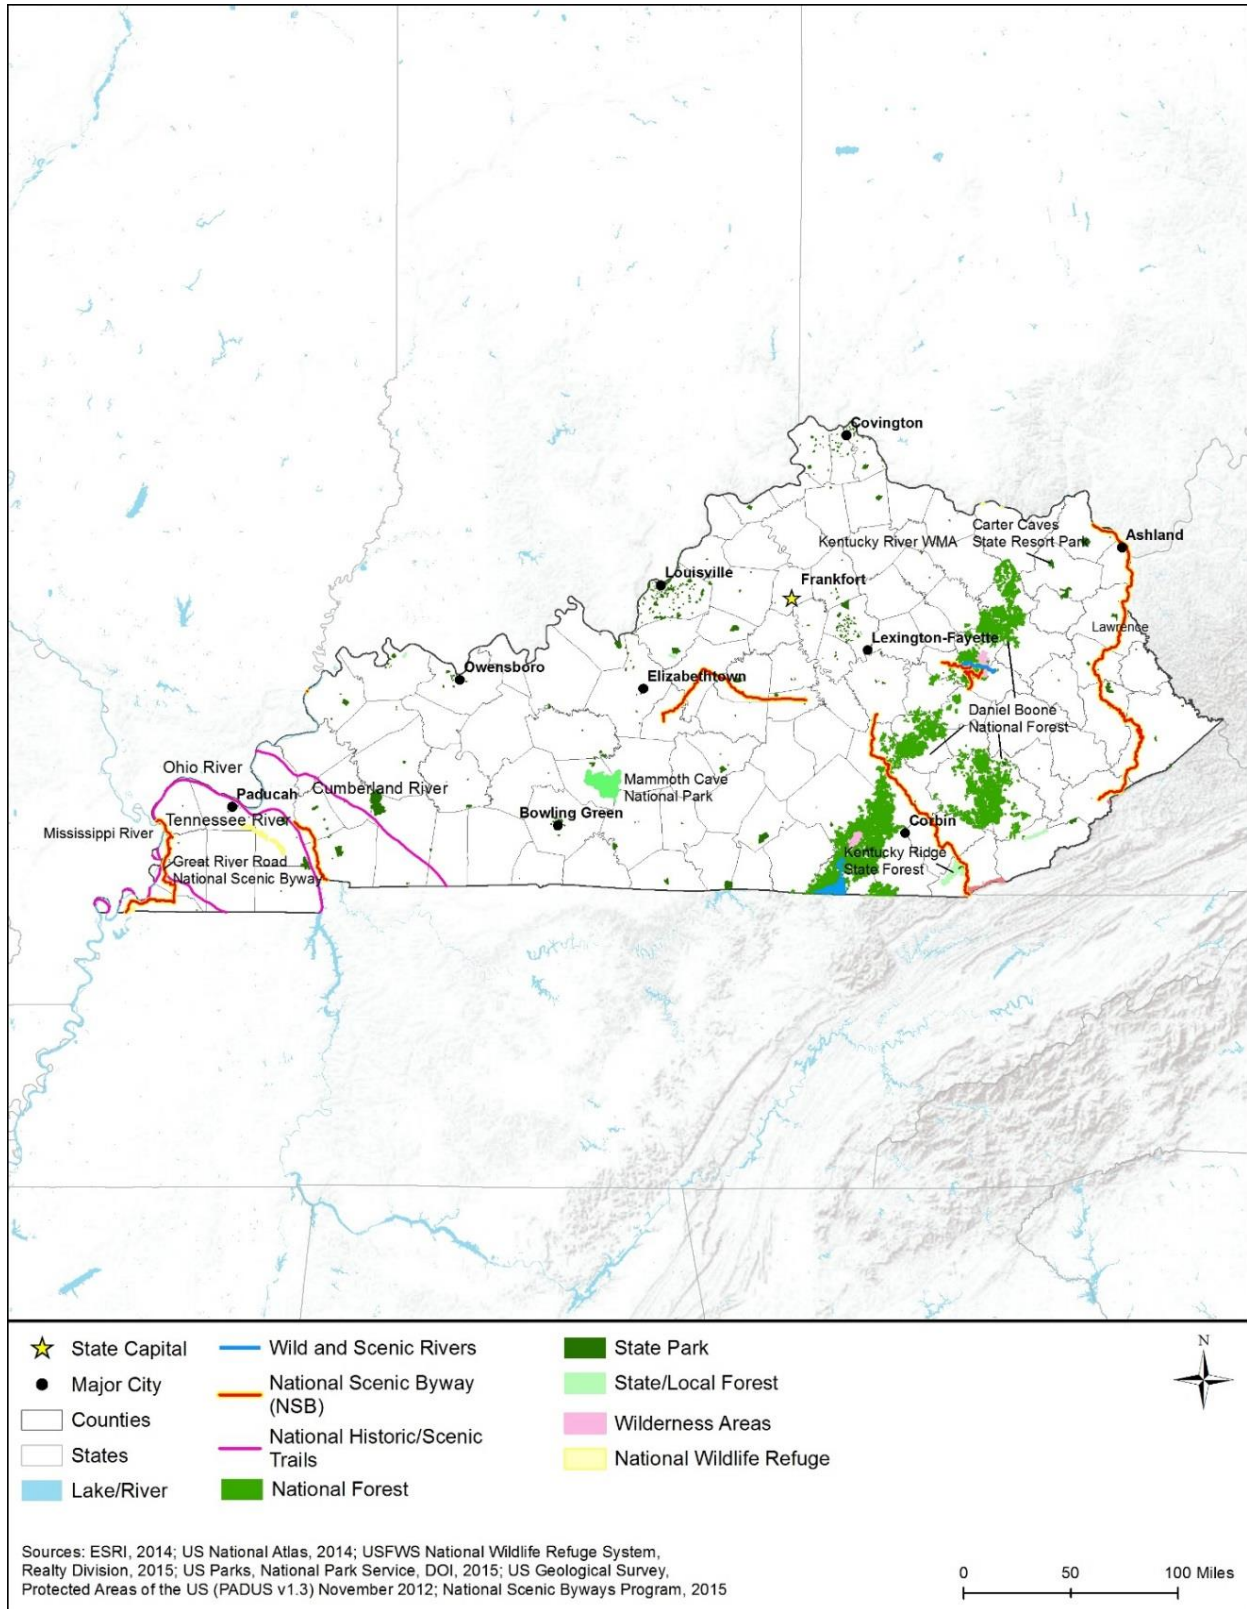 Covington
Carter Caves
State Resort Park
Kentucky River WMA
Ashland
Louisville
Frankfort
Lawrence
Lexington-Fayette
Owensboro
Elizabethtown
Daniel Boone
National Forest
Ohio River
Mammoth Cave
National Park
Cumberland River
Paducah
Bowling Green
Tennessee River
Corbin
Mississippi River
Kentucky Ridge
State Forest
Great River Road
National Scenic Byway
State Capital
Major City
Counties
States
Lake/River
Wild and Scenic Rivers
National Scenic Byway
(NSB)
National Historic/Scenic
Trails
National Forest
State Park
State/Local Forest
Wilderness Areas
National Wildlife Refuge
N
Sources: ESRI, 2014; US National Atlas, 2014; USFWS National Wildlife Refuge System,
Realty Division, 2015; US Parks, National Park Service, DOI, 2015; US Geological Survey,
Protected Areas of the US (PADUS v1.3) November 2012; National Scenic Byways Program, 2015
0 50 100 Miles